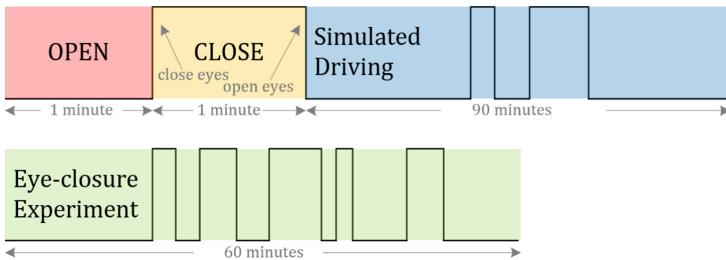 OPEN
CLOSE
Simulated
Driving
close eyes
open eyes
1 minute
1 minute
90 minutes
Eye-closure
Experiment
60 minutes